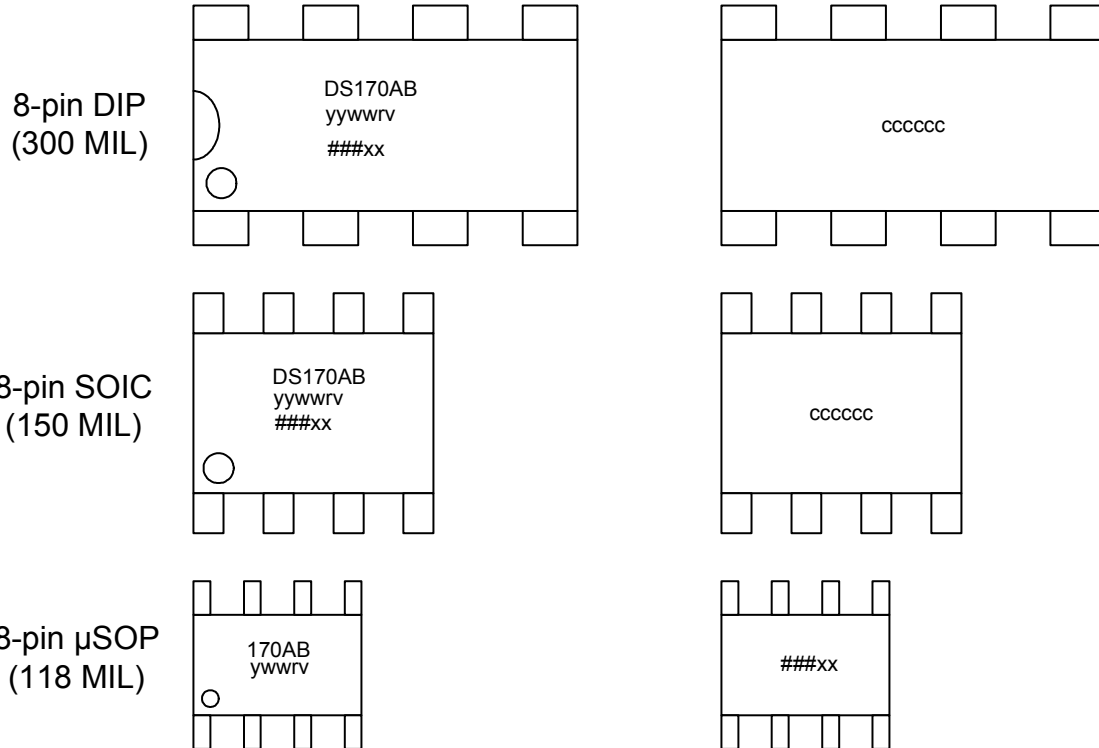 8-pin DIP
(300 MIL)
DS170AB
yywwrv
###xx
cccccc
8-pin SOIC
(150 MIL)
DS170AB
yywwrv
###xx
cccccc
8-pin µSOP
(118 MIL)
170AB
ywwrv
###xx